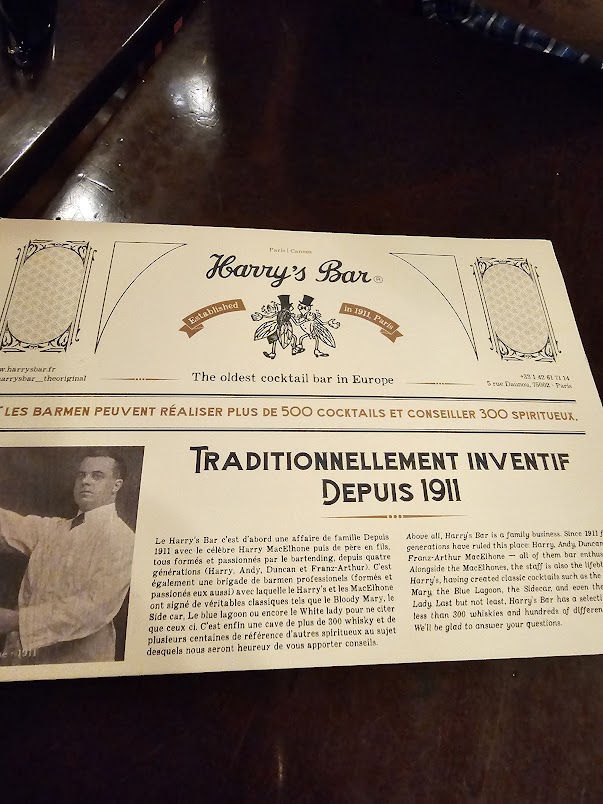 Paris | Cannes
Harry's Bar ®
Established
in 1911, Paris
w.harrysbar.fr
harrysbar_theoriginal
The oldest cocktail bar in Europe
+33 1 42 61 71 14
5 rue Daunou, 75002 - Paris
LES BARMEN PEUVENT RÉALISER PLUS DE 500 COCKTAILS ET CONSEILLER 300 SPIRITUEUX.
TRADITIONNELLEMENT INVENTIF
DEPUIS 1911
Le Harry's Bar c'est d'abord une affaire de famille Depuis
1911 avec le célèbre Harry MacElhone puis de père en fils,
tous formés et passionnés par le bartending, depuis quatre
générations (Harry, Andy, Duncan et Franz-Arthur). C'est
également une brigade de barmen professionels (formés et
passionés eux aussi) avec laquelle le Harry's et les MacElhone
ont signé de véritables classiques tels que le Bloody Mary, le
Side car, Le blue lagoon ou encore le White lady pour ne citer
que ceux ci. C'est enfin une cave de plus de 300 whisky et de
plusieurs centaines de référence d'autres spiritueux au sujet
desquels nous seront heureux de vous apporter conseils.
Above all, Harry's Bar is a family business. Since 1911 f
generations have ruled this place: Harry, Andy, Duncan
Franz-Arthur MacElhone — all of them bar enthus
Alongside the MacElhones, the staff is also the lifebl
Harry's, having created classic cocktails such as the
Mary the Blue Lagoon, the Sidecar, and even the
Lady Last but not least, Harry's Bar has a selecti
less than 300 whiskies and hundreds of differen
We'll be glad to answer your questions.
1911